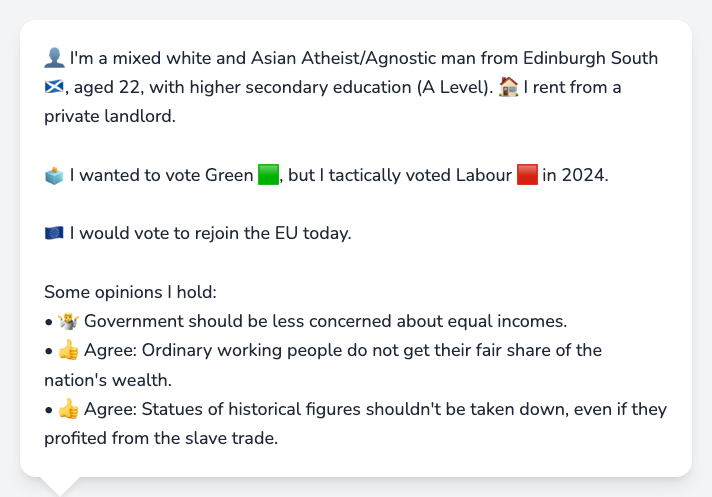 👤 I'm a mixed white and Asian Atheist/Agnostic man from Edinburgh South
🏴󠁧󠁢󠁳󠁣󠁴󠁿, aged 22, with higher secondary education (A Level). 🏠 I rent from a
private landlord.
🗳️ I wanted to vote Green 🟩, but I tactically voted Labour 🟥 in 2024.
🇪🇺 I would vote to rejoin the EU today.
Some opinions I hold:
• 🤷 Government should be less concerned about equal incomes.
• 👍 Agree: Ordinary working people do not get their fair share of the
nation's wealth.
• 👍 Agree: Statues of historical figures shouldn't be taken down, even if they
profited from the slave trade.